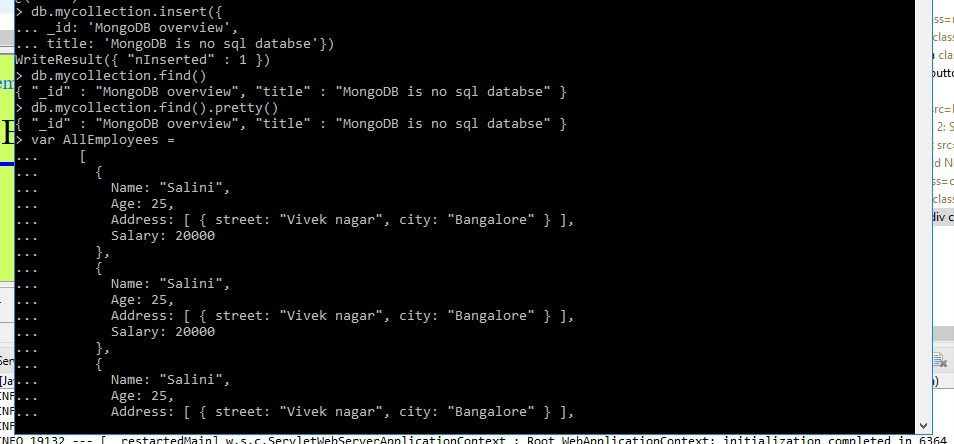 > db.mycollection.insert({
... _id: 'MongoDB overview',
... title: 'MongoDB is no sql databse'})
WriteResult({ "nInserted" : 1 })
> db.mycollection.find()
{ "_id" : "MongoDB overview", "title" : "MongoDB is no sql databse" }
> db.mycollection.find().pretty()
{ "_id" : "MongoDB overview", "title" : "MongoDB is no sql databse" }
> var AllEmployees =
...     [
...       {
...         Name: "Salini",
...         Age: 25,
...         Address: [ { street: "Vivek nagar", city: "Bangalore" } ],
...         Salary: 20000
...       },
...       {
...         Name: "Salini",
...         Age: 25,
...         Address: [ { street: "Vivek nagar", city: "Bangalore" } ],
...         Salary: 20000
...       },
...       {
...         Name: "Salini",
...         Age: 25,
...         Address: [ { street: "Vivek nagar", city: "Bangalore" } ],
INFO 19132 --- [  restartedMain] w.s.c.ServletWebServerApplicationContext : Root WebApplicationContext: initialization completed in 6364